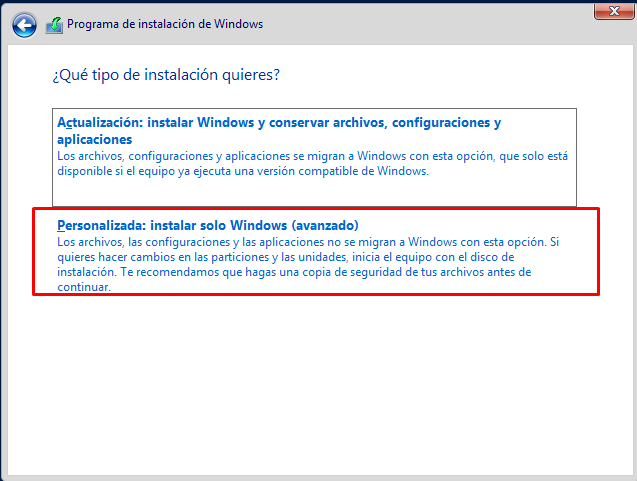 Programa de instalación de Windows
¿Qué tipo de instalación quieres?
Actualización: instalar Windows y conservar archivos, configuraciones y
aplicaciones
Los archivos, configuraciones y aplicaciones se migran a Windows con esta opción, que solo está
disponible si el equipo ya ejecuta una versión compatible de Windows.
Personalizada: instalar solo Windows (avanzado)
Los archivos, las configuraciones y las aplicaciones no se migran a Windows con esta opción. Si
quieres hacer cambios en las particiones y las unidades, inicia el equipo con el disco de
instalación. Te recomendamos que hagas una copia de seguridad de tus archivos antes de
continuar.